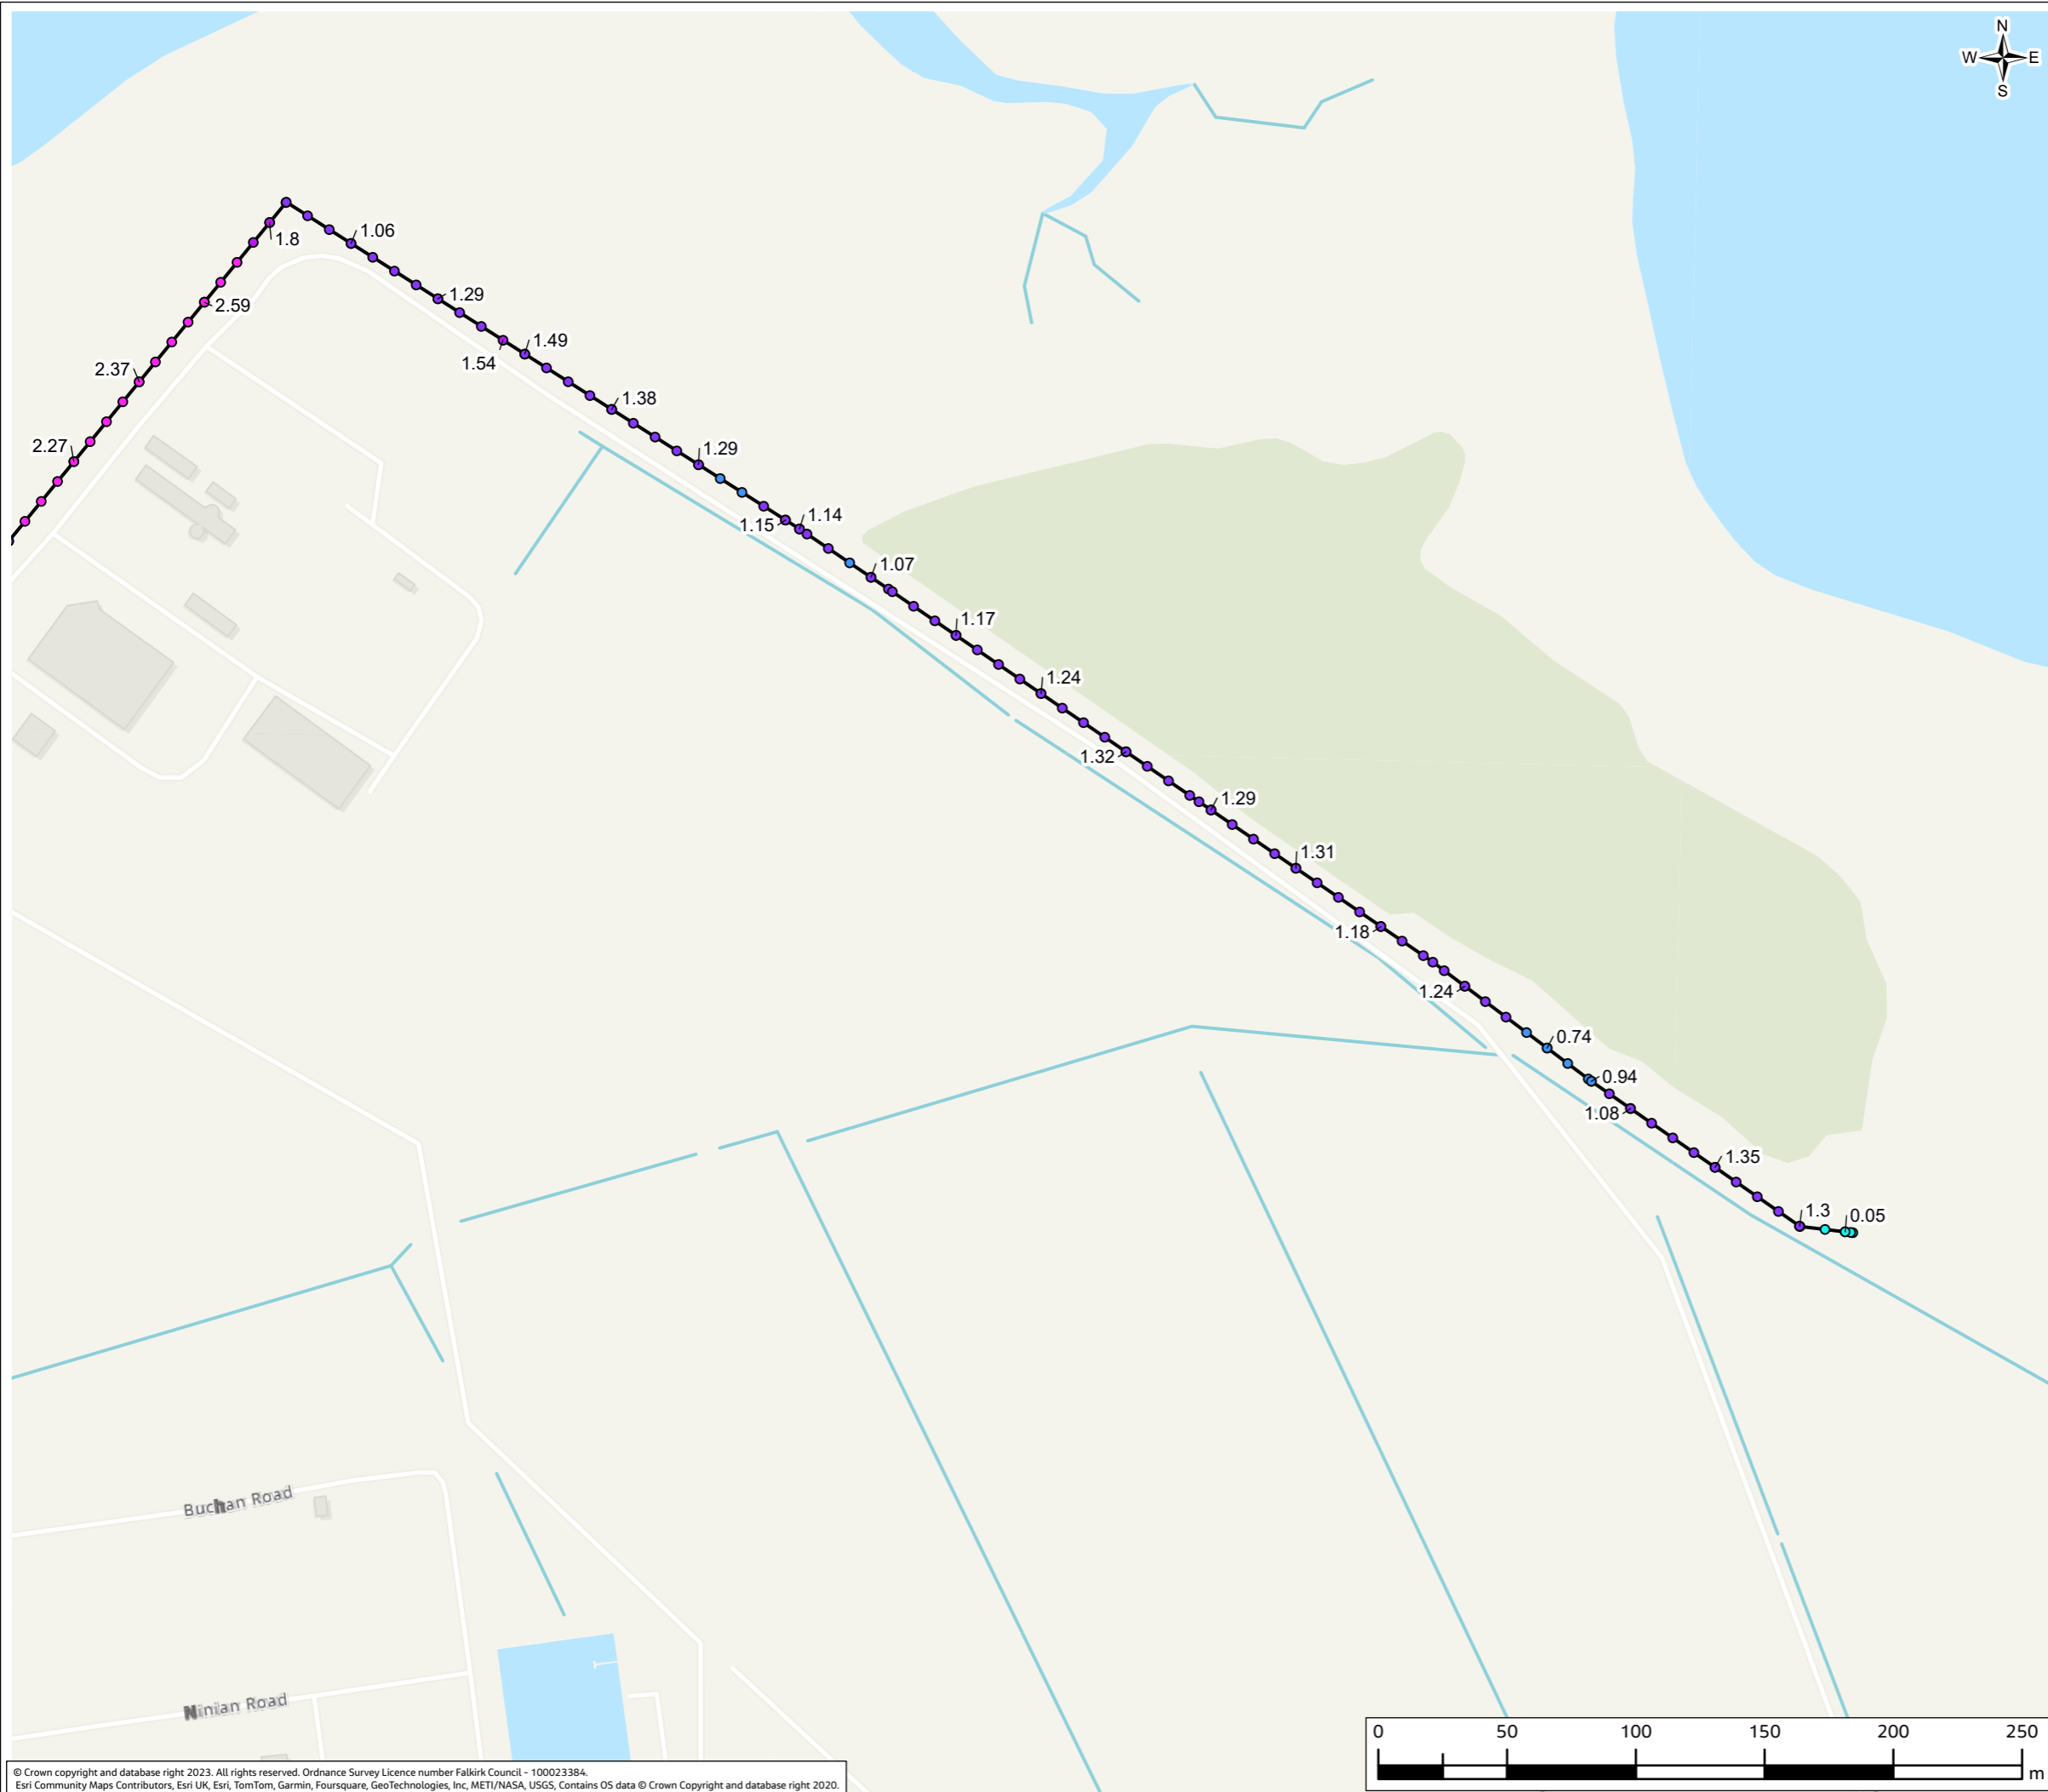 N
W E
S
1.06
1.8
1.29
2.59
1.49
1.54
2.37
1.38
2.27
1.29
1.15 1.14
1.07
1.17
1.24
1.32
1.29
1.31
1.18
1.24
0.74
0.94
1.08
1.35
1.3 0.05
Buchan Road
Ninian Road
0 50 100 150 200 250
m
© Crown copyright and database right 2023. All rights reserved. Ordnance Survey Licence number Falkirk Council - 100023384.
Esri Community Maps Contributors, Esri UK, Esri, TomTom, Garmin, Foursquare, GeoTechnologies, Inc, METI/NASA, USGS, Contains OS data © Crown Copyright and database right 2020.